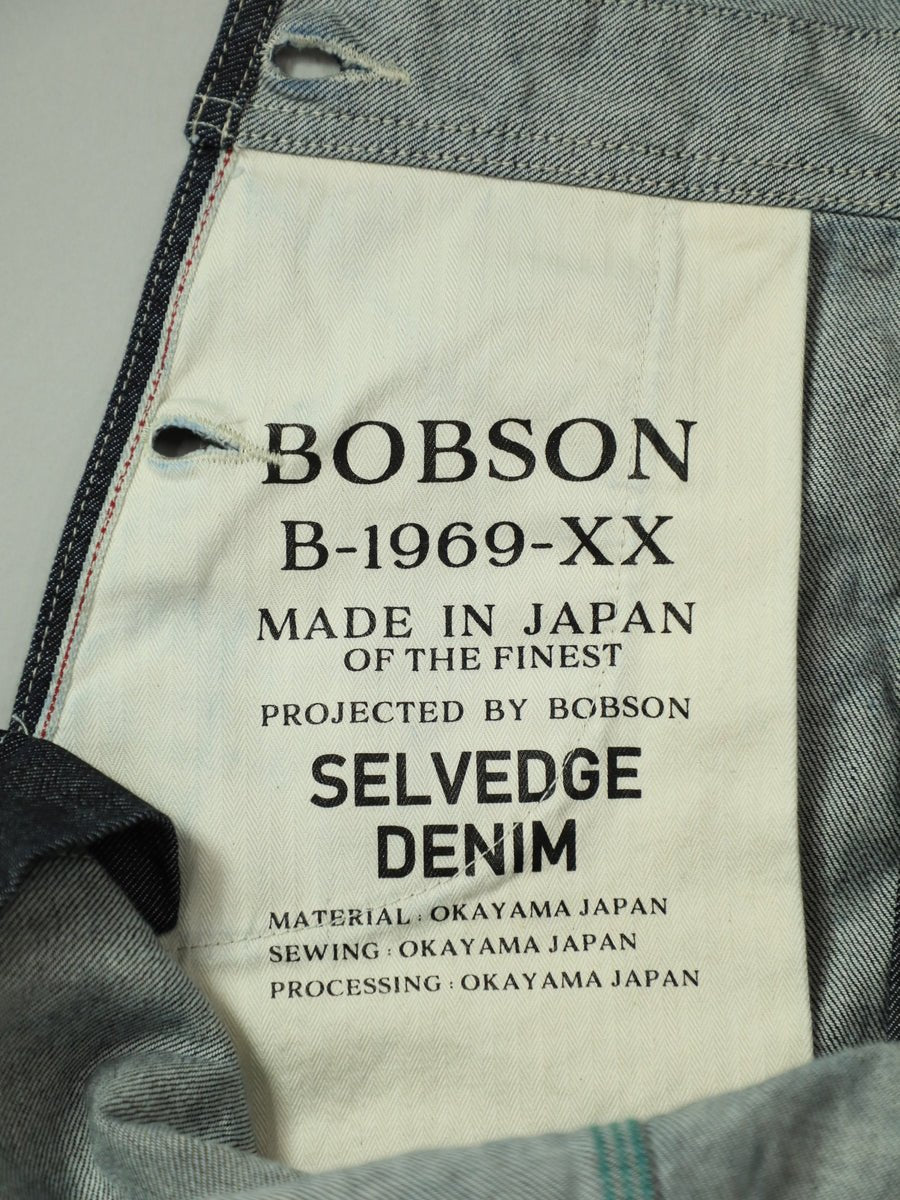 BOBSON
B-1969-XX
MADE IN JAPAN
OF THE FINEST
PROJECTED BY BOBSON
SELVEDGE
DENIM
MATERIAL : OKAYAMA JAPAN
SEWING : OKAYAMA JAPAN
PROCESSING : OKAYAMA JAPAN